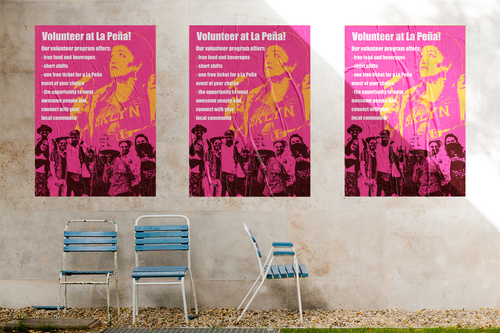 Volunteer at La Peña!
Our volunteer program offers:
- free food and beverages
- short shifts
- one free ticket for a La Peña
event of your choice
- the opportunity to meet
awesome people and
connect with your
local community
KLYN
Volunteer at La Peña!
Our volunteer program offers:
- free food and beverages
- short shifts
- one free ticket for a La Peña
event of your choice
- the opportunity to meet
awesome people and
connect with your
local community
KLYN
Volunteer at La Peña!
Our volunteer program offers:
- free food and beverages
- short shifts
- one free ticket for a La Peña
event of your choice
- the opportunity to meet
awesome people and
connect with your
local community
KLYN